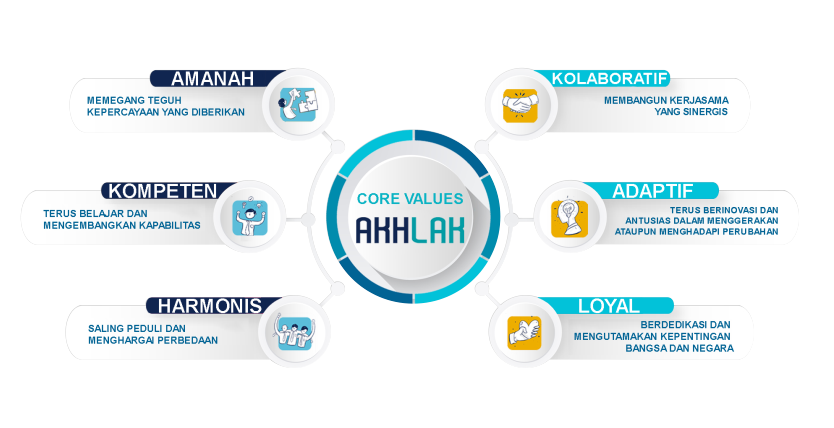 AMANAH
MEMEGANG TEGUH
KEPERCAYAAN YANG DIBERIKAN
KOMPETEN
TERUS BELAJAR DAN
MENGEMBANGKAN KAPABILITAS
HARMONIS
SALING PEDULI DAN
MENGHARGAI PERBEDAAN
CORE VALUES
AKHLAK
KOLABORATIF
MEMBANGUN KERJASAMA
YANG SINERGIS
ADAPTIF
TERUS BERINOVASI DAN
ANTUSIAS DALAM MENGGERAKAN
ATAUPUN MENGHADAPI PERUBAHAN
LOYAL
BERDEDIKASI DAN
MENGUTAMAKAN KEPENTINGAN
BANGSA DAN NEGARA